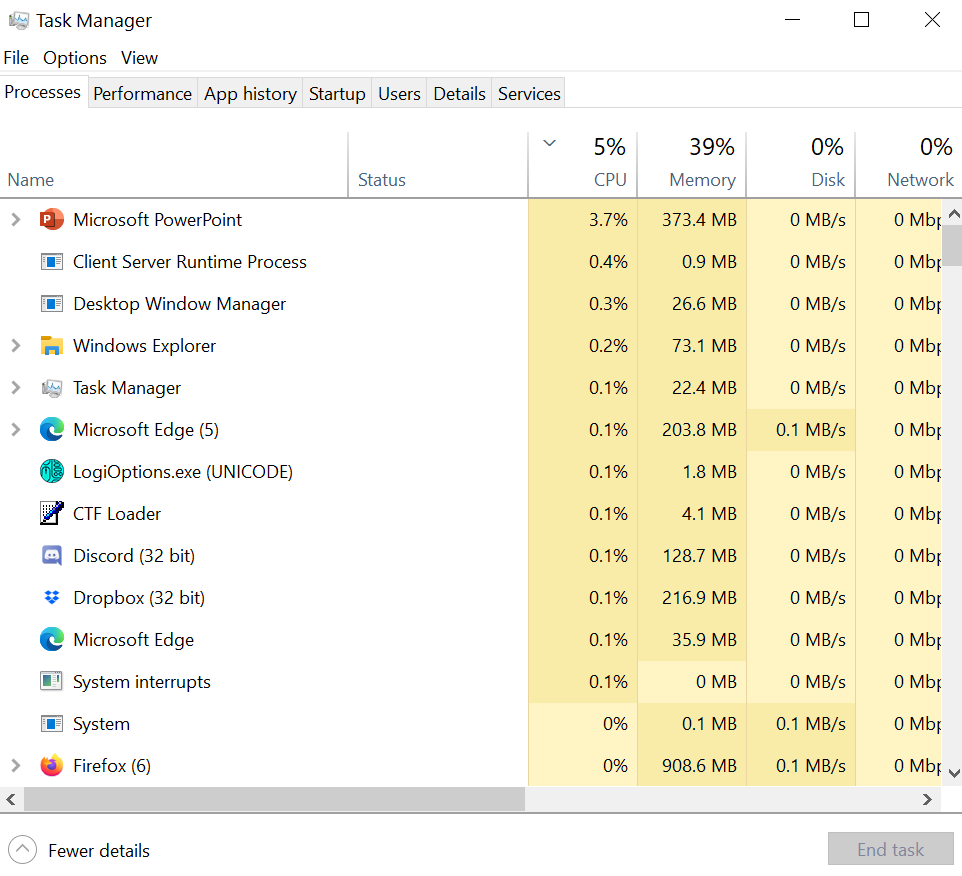 Task Manager
File Options View
Processes Performance App history Startup Users Details Services
5% 39% 0% 0%
Name Status CPU Memory Disk Network
Microsoft PowerPoint 3.7% 373.4 MB 0 MB/s 0 Mbp
Client Server Runtime Process 0.4% 0.9 MB 0 MB/s 0 Mbp
Desktop Window Manager 0.3% 26.6 MB 0 MB/s 0 Mbp
Windows Explorer 0.2% 73.1 MB 0 MB/s 0 Mbp
Task Manager 0.1% 22.4 MB 0 MB/s 0 Mbp
Microsoft Edge (5) 0.1% 203.8 MB 0.1 MB/s 0 Mbp
LogiOptions.exe (UNICODE) 0.1% 1.8 MB 0 MB/s 0 Mbp
CTF Loader 0.1% 4.1 MB 0 MB/s 0 Mbp
Discord (32 bit) 0.1% 128.7 MB 0 MB/s 0 Mbp
Dropbox (32 bit) 0.1% 216.9 MB 0 MB/s 0 Mbp
Microsoft Edge 0.1% 35.9 MB 0 MB/s 0 Mbp
System interrupts 0.1% 0 MB 0 MB/s 0 Mbp
System 0% 0.1 MB 0.1 MB/s 0 Mbp
Firefox (6) 0% 908.6 MB 0.1 MB/s 0 Mbp
Fewer details End task